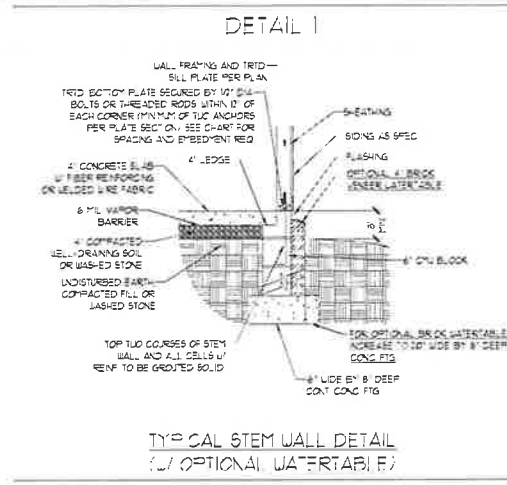 DETAIL 1
WALL FRAMING AND TRTD
SILL PLATE PER PLAN
TRTD BOTTOM PLATE SECURED BY 1/2" DIA
BOLTS OR THREADED RODS WITHIN 12" OF
EACH CORNER (MINIMUM OF TWO ANCHORS
PER PLATE SECTION) SEE CHART FOR
SPACING AND EMBEDMENT REQ
4" LEDGE
4" CONCRETE SLAB
W/ FIBER REINFORCING
OR WELDED WIRE FABRIC
6 MIL VAPOR
BARRIER
4" COMPACTED
WELL-DRAINING SOIL
OR WASHED STONE
UNDISTURBED EARTH,
COMPACTED FILL OR
WASHED STONE
TOP TWO COURSES OF STEM
WALL AND ALL CELLS W/
REINF TO BE GROUTED SOLID
SHEATHING
SIDING AS SPEC
FLASHING
OPTIONAL 4" BRICK
VENEER WATERTABLE
8"
MIN
CMU BLOCK
FOR OPTIONAL BRICK WATERTABLE,
INCREASE TO 20" WIDE BY 8" DEEP
CONC FTG
WIDE BY 8" DEEP
CONT CONC FTG
TYPICAL STEM WALL DETAIL
(W/ OPTIONAL WATERTABLE)